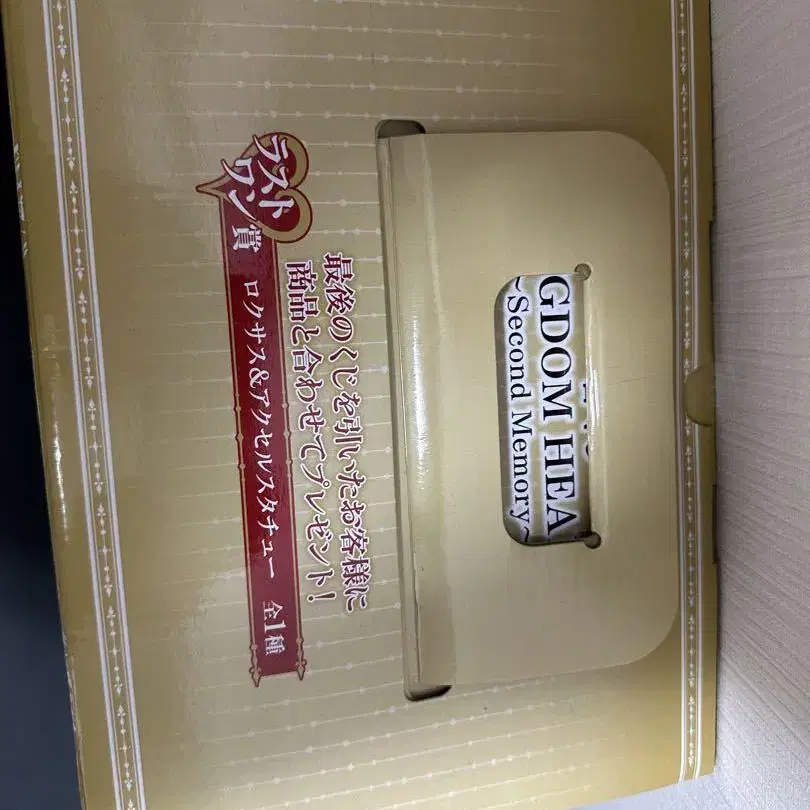 GDOM HEA
~Second Memory~
最後のくじを引いたお客様に
商品と合わせてプレゼント!
ラストワン賞
ロクサス&アクセルスタチュー 全1種